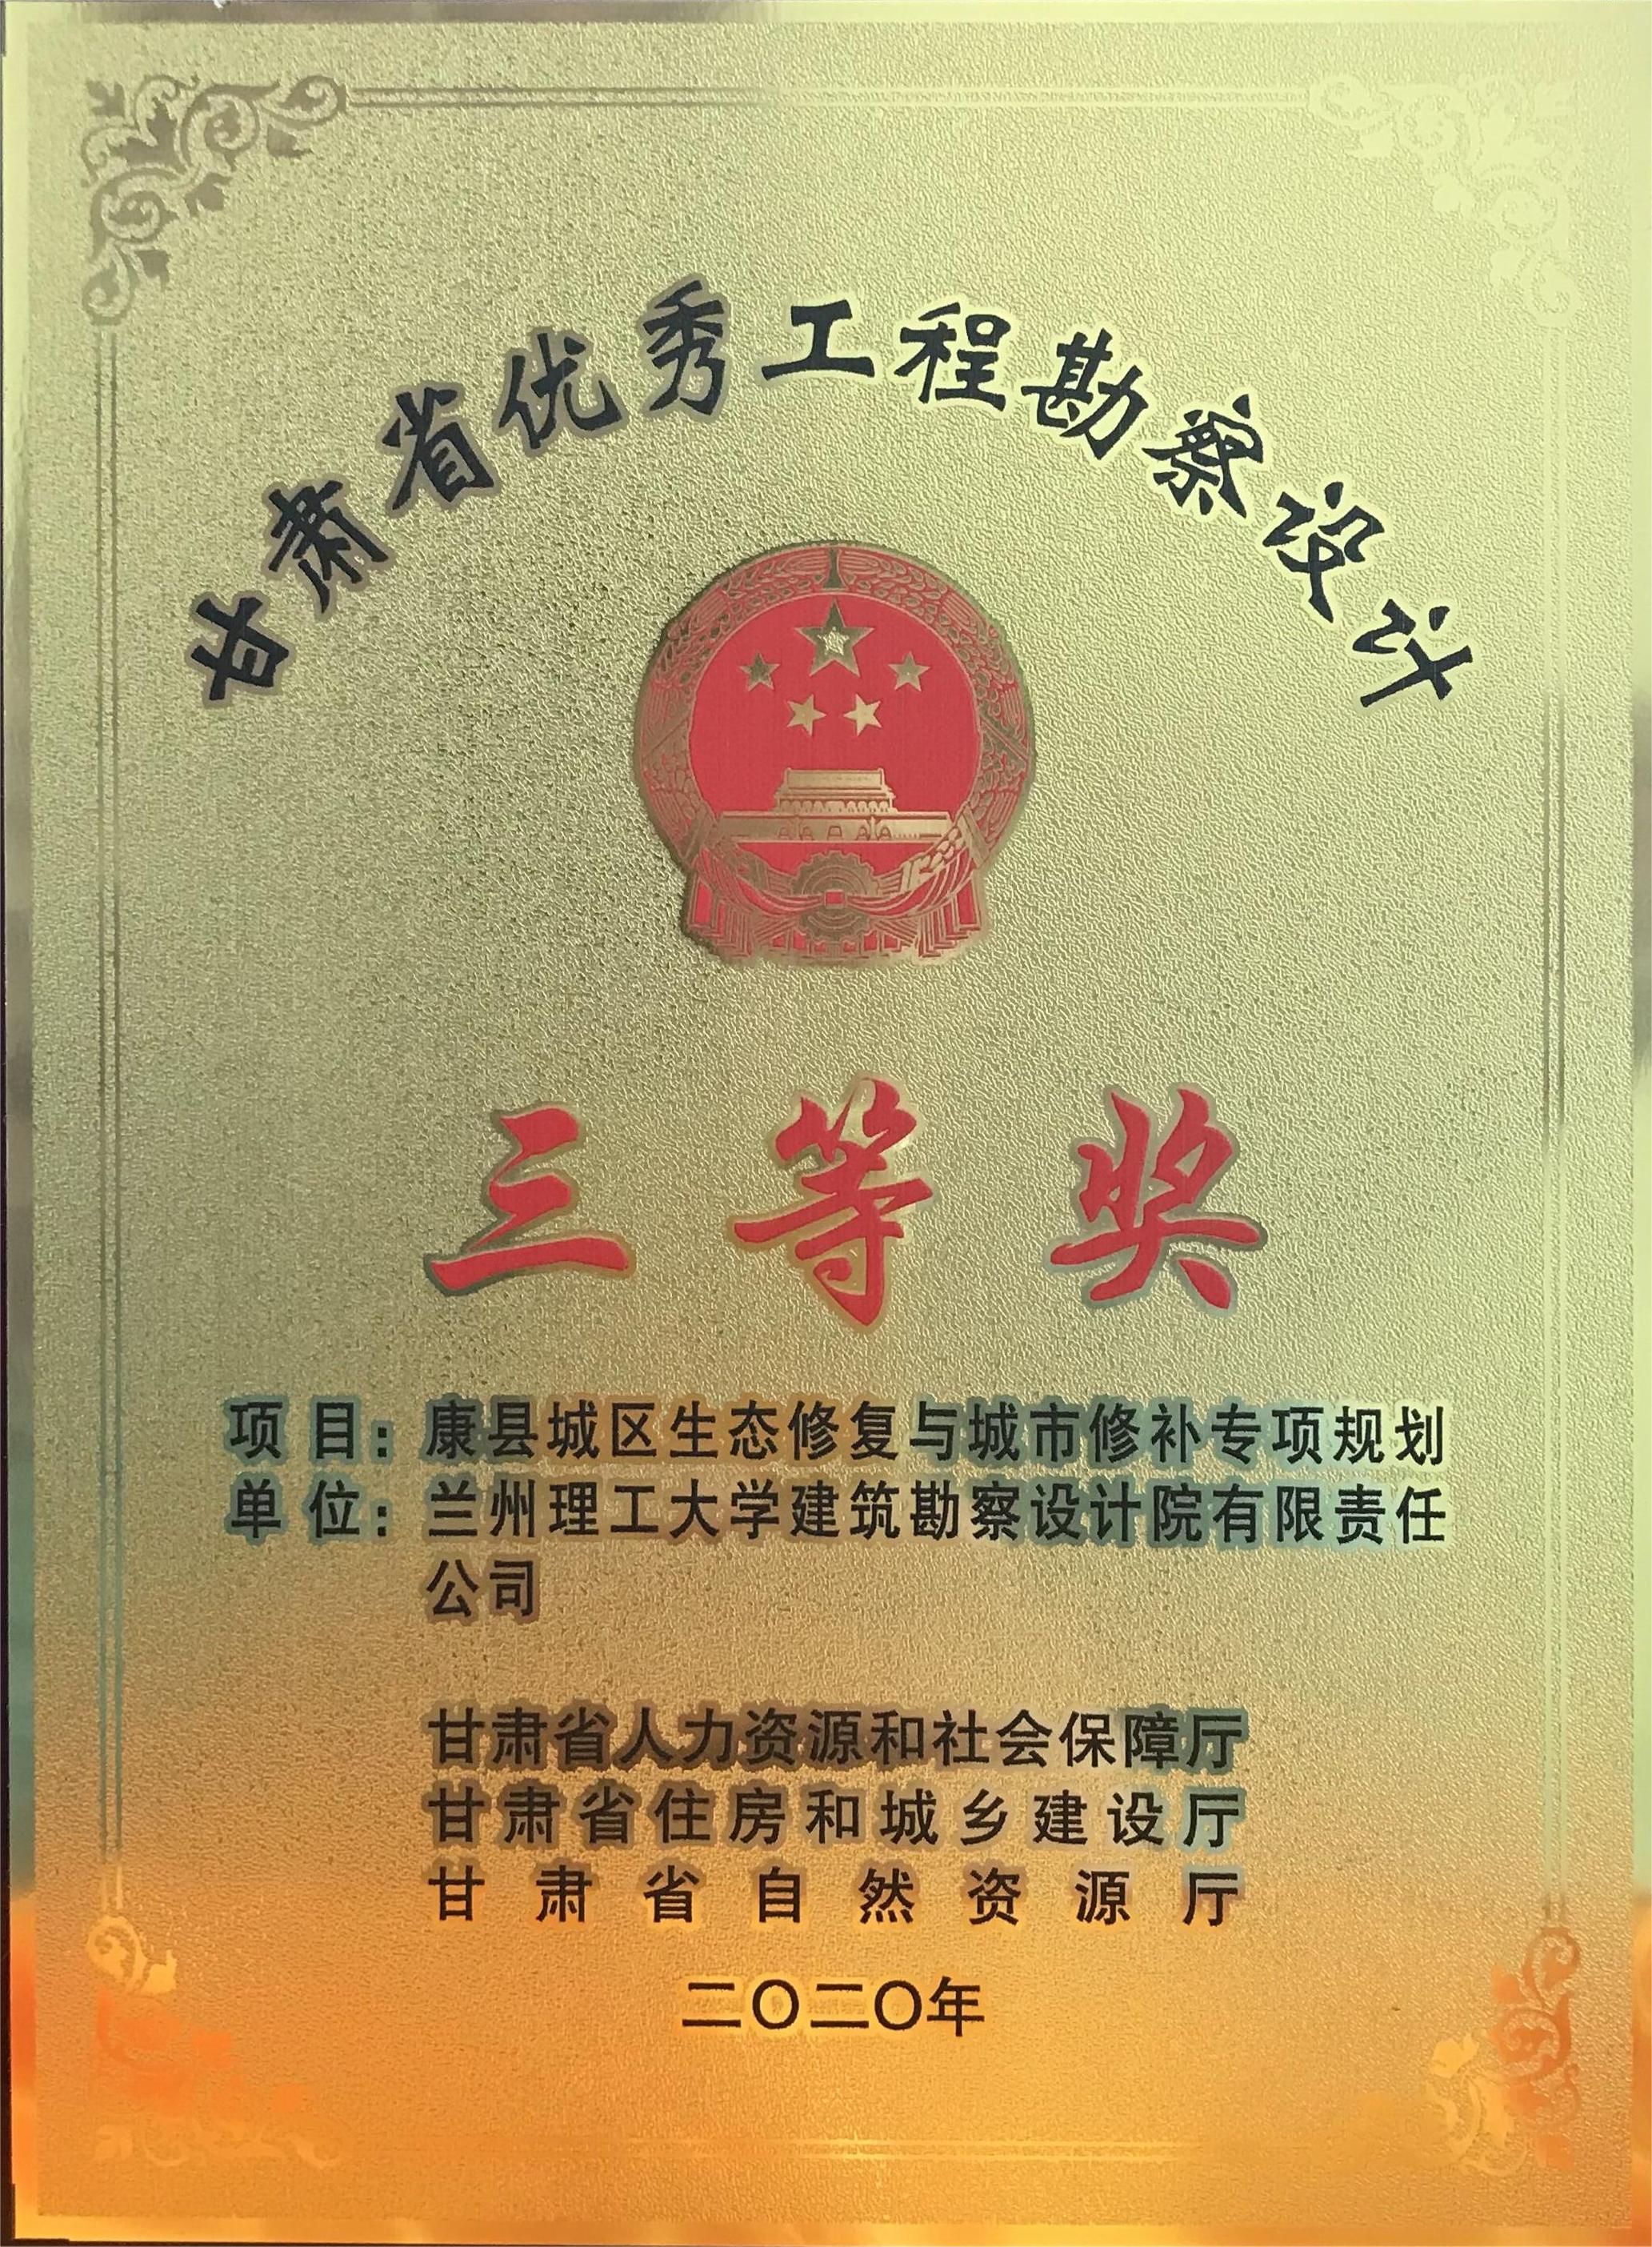 甘肃省优秀工程勘察设计
三等奖
项目：康县城区生态修复与城市修补专项规划
单位：兰州理工大学建筑勘察设计院有限责任
公司
甘肃省人力资源和社会保障厅
甘肃省住房和城乡建设厅
甘肃省自然资源厅
二〇二〇年